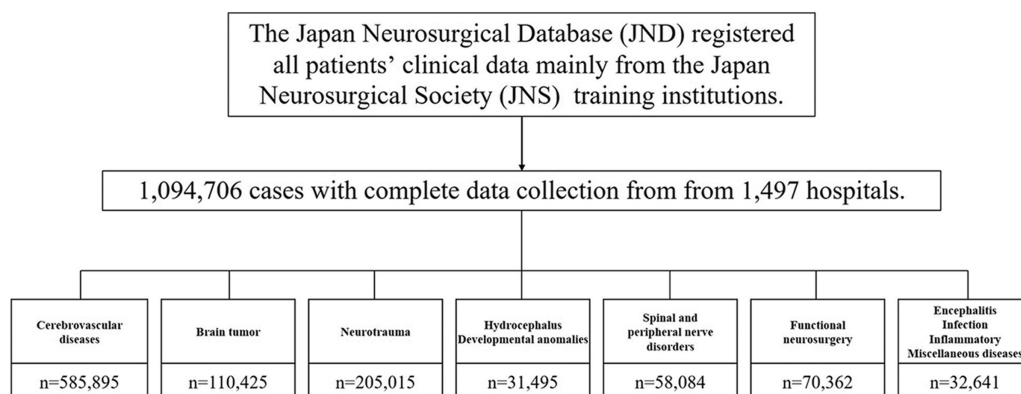 The Japan Neurosurgical Database (JND) registered
all patients’ clinical data mainly from the Japan
Neurosurgical Society (JNS) training institutions.
1,094,706 cases with complete data collection from from 1,497 hospitals.
Cerebrovascular
diseases
n=585,895
Brain tumor
n=110,425
Neurotrauma
n=205,015
Hydrocephalus
Developmental anomalies
n=31,495
Spinal and
peripheral nerve
disorders
n=58,084
Functional
neurosurgery
n=70,362
Encephalitis
Infection
Inflammatory
Miscellaneous diseases
n=32,641